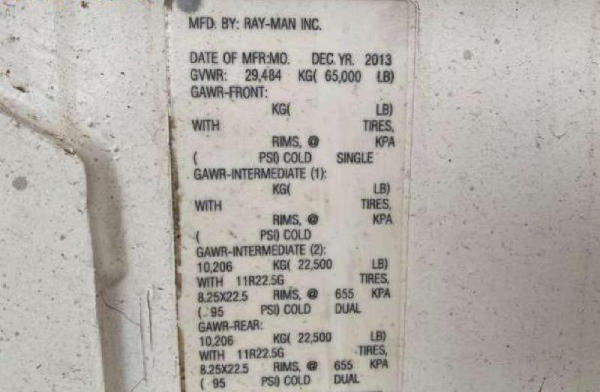 MFD. BY: RAY-MAN INC.
DATE OF MFR:MO. DEC. YR. 2013
GVWR: 29,484 KG( 65,000 LB)
GAWR-FRONT:
KG( LB)
WITH TIRES,
RIMS, @ KPA
( PSI) COLD SINGLE
GAWR-INTERMEDIATE (1):
KG( LB)
WITH TIRES,
RIMS, @ KPA
( PSI) COLD
GAWR-INTERMEDIATE (2):
10,206 KG( 22,500 LB)
WITH 11R22.5G TIRES,
8.25X22.5 RIMS, @ 655 KPA
( 95 PSI) COLD DUAL
GAWR-REAR:
10,206 KG( 22,500 LB)
WITH 11R22.5G TIRES,
8.25X22.5 RIMS, @ 655 KPA
( 95 PSI) COLD DUAL